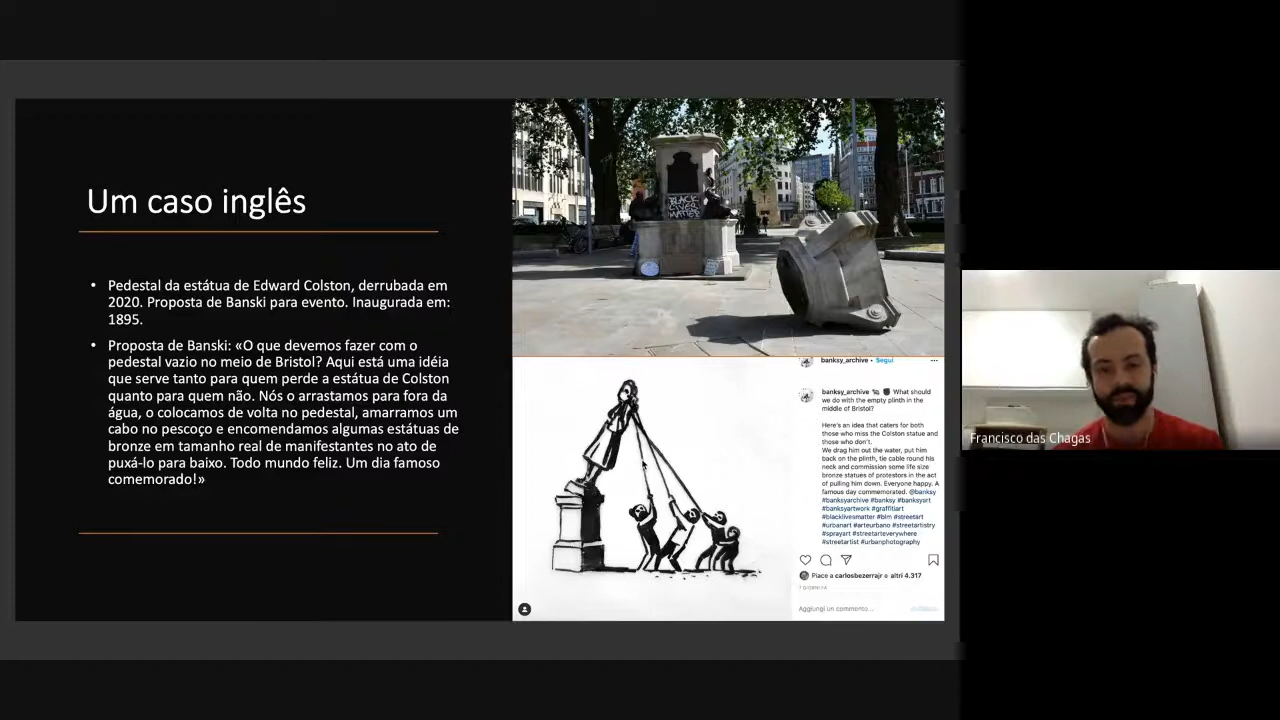 Um caso inglês
• Pedestal da estátua de Edward Colston, derrubada em
2020. Proposta de Banski para evento. Inaugurada em:
1895.
• Proposta de Banski: «O que devemos fazer com o
pedestal vazio no meio de Bristol? Aqui está uma idéia
que serve tanto para quem perde a estátua de Colston
quanto para quem não. Nós o arrastamos para fora da
água, o colocamos de volta no pedestal, amarramos um
cabo no pescoço e encomendamos algumas estátuas de
bronze em tamanho real de manifestantes no ato de
puxá-lo para baixo. Todo mundo feliz. Um dia famoso
comemorado!»
BLACK
LIVES
MATTER
banksy_archive • Segui
banksy_archive What should
we do with the empty plinth in the
middle of Bristol?
Here's an idea that caters for both
those who miss the Colston statue and
those who don't.
We drag him out the water, put him
back on the plinth, tie cable round his
neck and commission some life size
bronze statues of protestors in the act
of pulling him down. Everyone happy. A
famous day commemorated. @banksy
#banksyarchive #banksy #banksyart
#banksyartwork #graffitiart
#blacklivesmatter #blm #streetart
#urbanart #arteurbano #streetartistry
#sprayart #streetarteverywhere
#streetartist #urbanphotography
Piace a carlosbezerrajr e altri 4.317
Aggiungi un commento...
Francisco das Chagas